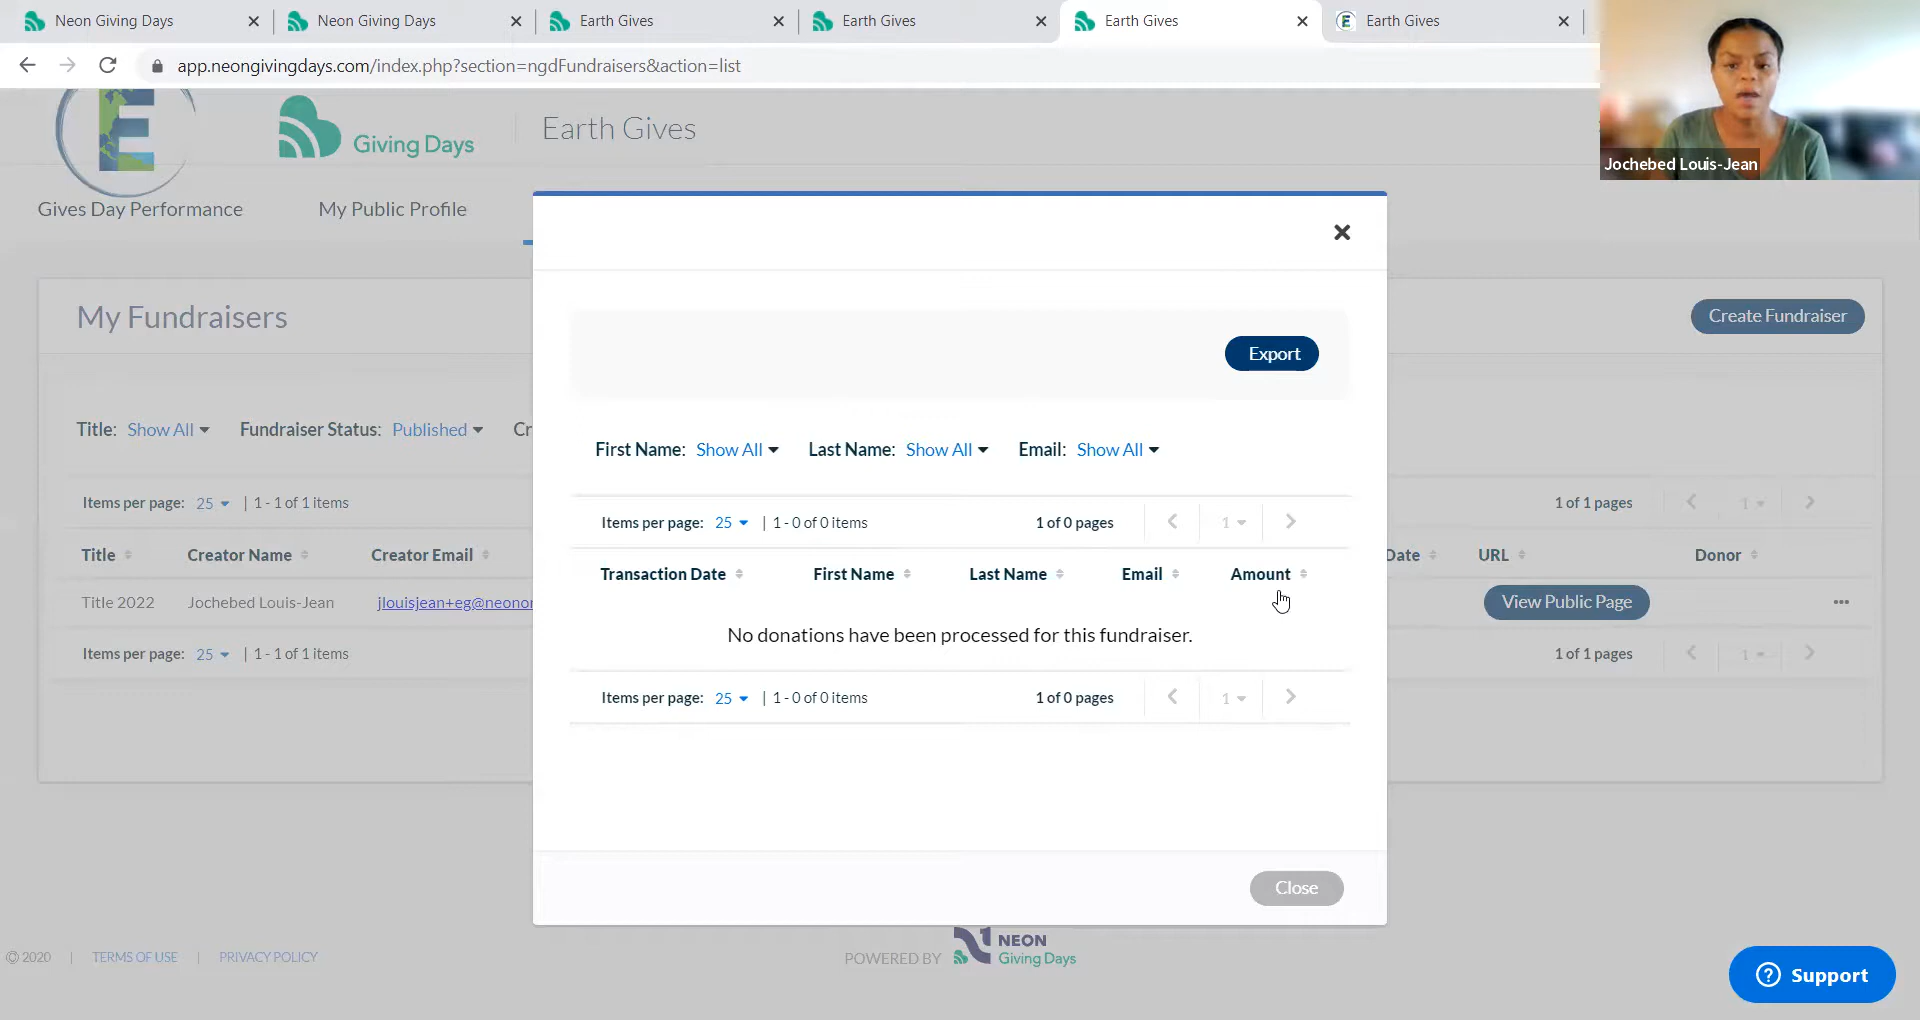 Neon Giving Days
Neon Giving Days
Earth Gives
Earth Gives
Earth Gives
Earth Gives
app.neongivingdays.com/index.php?section=ngdFundraisers&action=list
Jochebed Louis-Jean
E
Giving Days
Earth Gives
Gives Day Performance
My Public Profile
My Fundraisers
Create Fundraiser
Export
Title: Show All
Fundraiser Status: Published
Cr
First Name: Show All
Last Name: Show All
Email: Show All
Items per page: 25 | 1 - 1 of 1 items
1 of 1 pages
1
Items per page: 25 | 1 - 0 of 0 items
1 of 0 pages
1
Title
Creator Name
Creator Email
Date
URL
Donor
Transaction Date
First Name
Last Name
Email
Amount
Title 2022
Jochebed Louis-Jean
jlouisjean+eg@neonor
View Public Page
...
No donations have been processed for this fundraiser.
Items per page: 25 | 1 - 1 of 1 items
1 of 1 pages
1
Items per page: 25 | 1 - 0 of 0 items
1 of 0 pages
1
Close
© 2020 | TERMS OF USE | PRIVACY POLICY
POWERED BY
NEON
Giving Days
Support